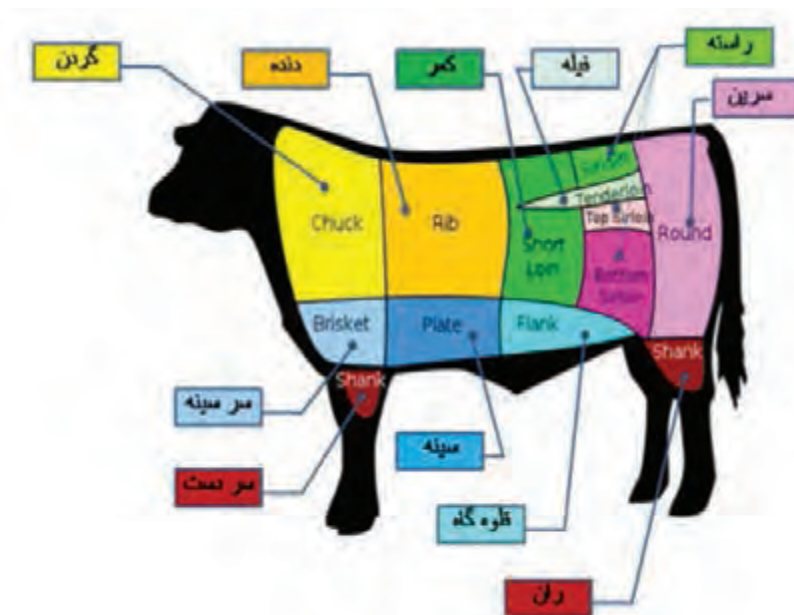 راسته
گردن
دنده
کمر
فیله
سرین
Sirloin
Tenderloin
Top Sirloin
Chuck
Rib
Short
Loin
Round
Bottom
Sirloin
Brisket
Plate
Flank
Shank
Shank
سر سینه
سینه
سر دست
قلوه گاه
ران